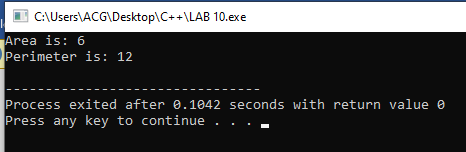 C:\Users\ACG\Desktop\C++\LAB 10.exe
Area is: 6
Perimeter is: 12
--------------------------------
Process exited after 0.1042 seconds with return value 0
Press any key to continue . . .